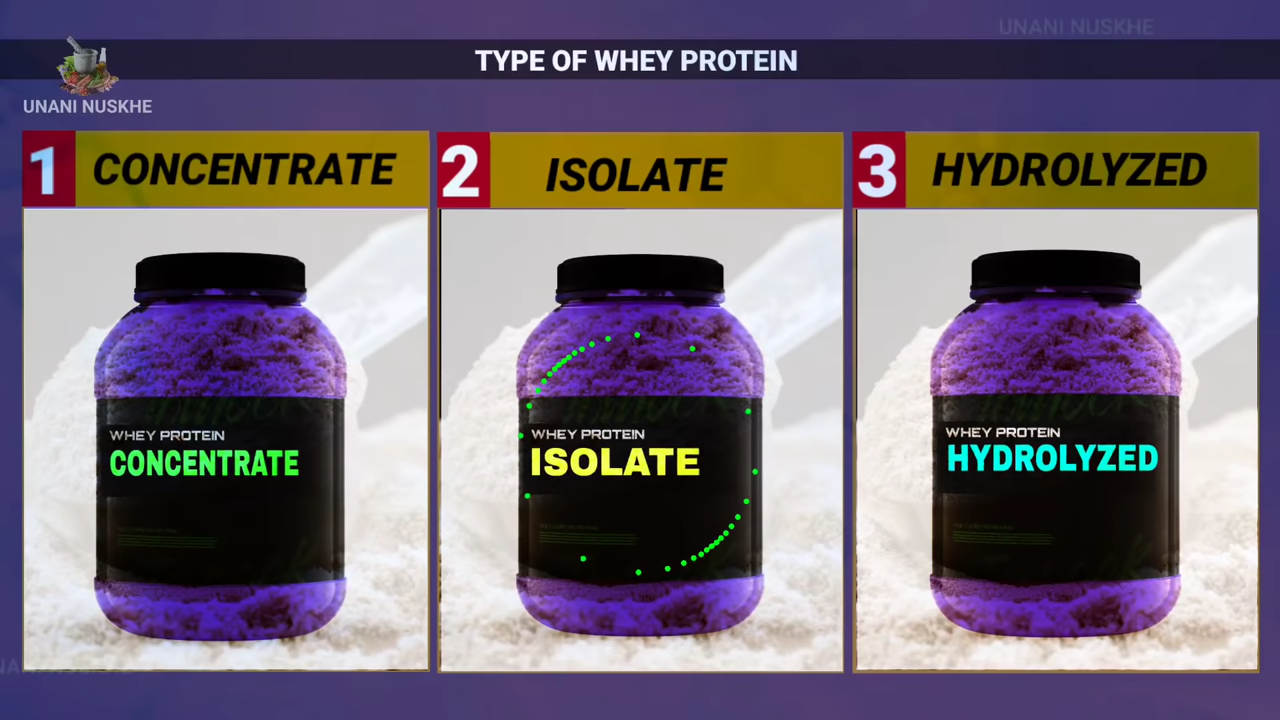 UNANI NUSKHE
TYPE OF WHEY PROTEIN
UNANI NUSKHE
1 CONCENTRATE
2 ISOLATE
3 HYDROLYZED
WHEY PROTEIN
CONCENTRATE
WHEY PROTEIN
ISOLATE
WHEY PROTEIN
HYDROLYZED